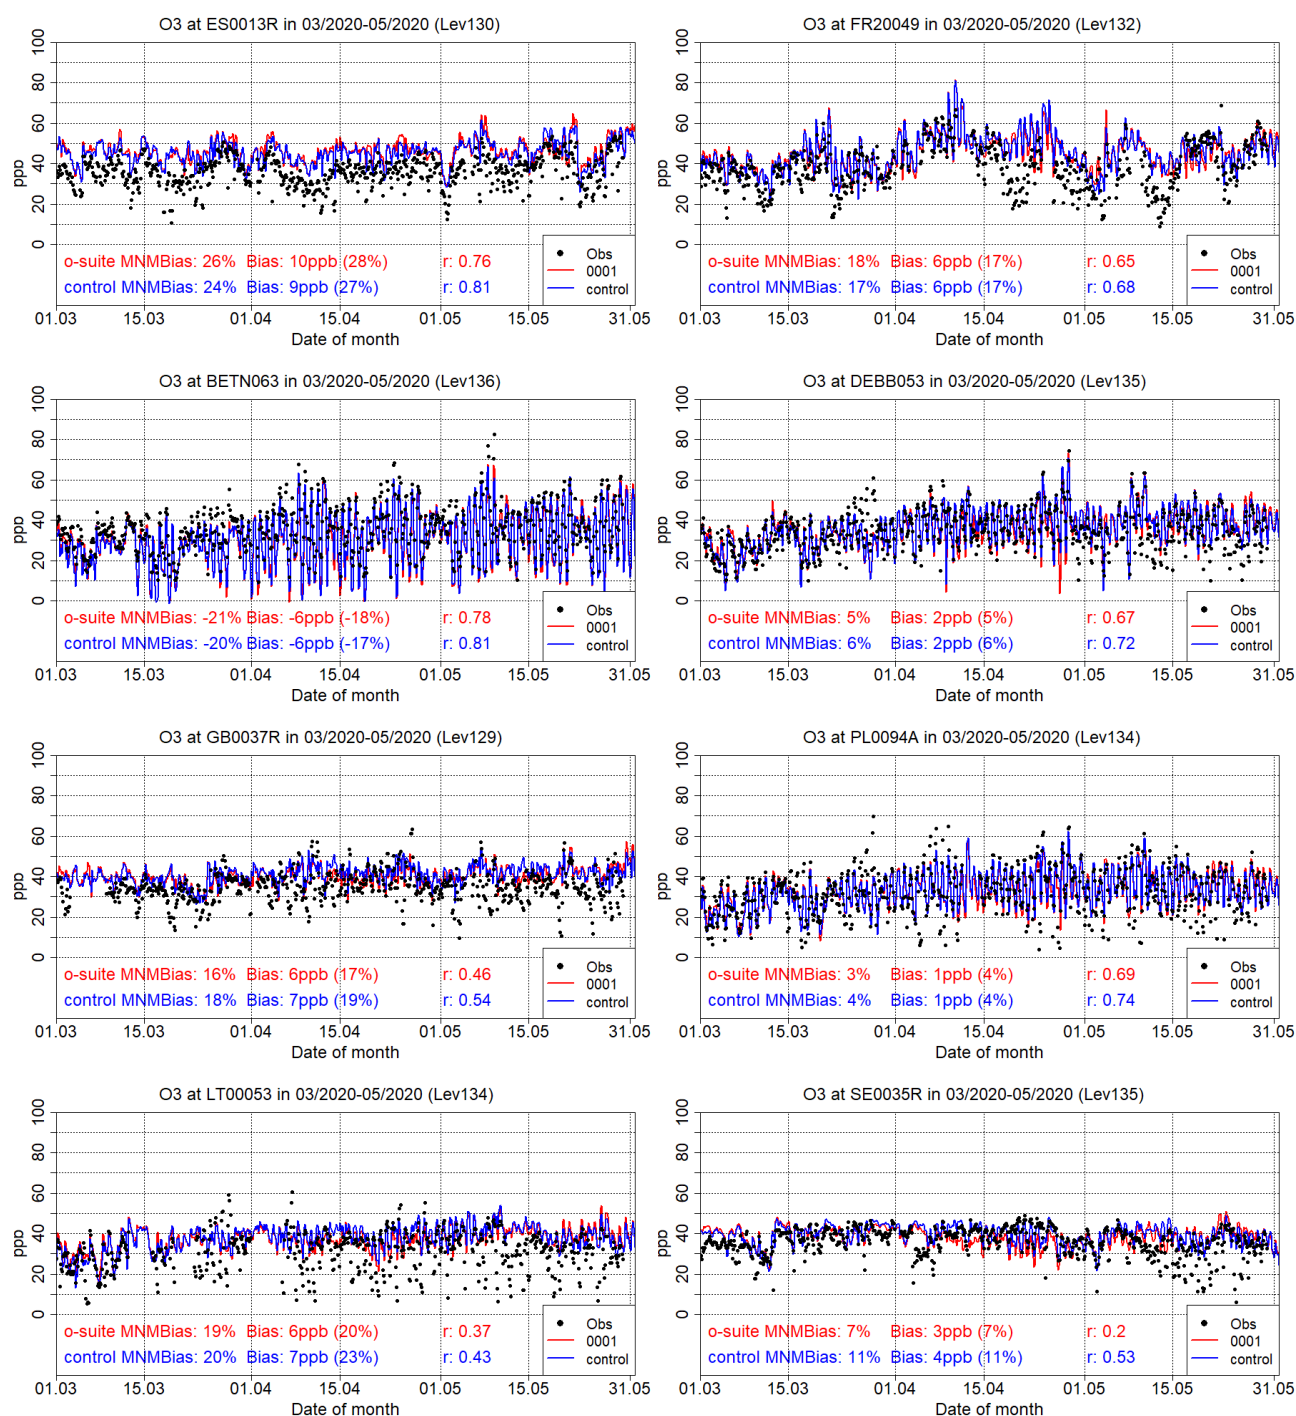 O3 at ES0013R in 03/2020-05/2020 (Lev130)
100
80
60
40
20
0
ppp
o-suite MNMBias: 26% Bias: 10ppb (28%) r: 0.76
control MNMBias: 24% Bias: 9ppb (27%) r: 0.81
Obs
0001
control
01.03 15.03 01.04 15.04 01.05 15.05 31.05
Date of month
O3 at FR20049 in 03/2020-05/2020 (Lev132)
100
80
60
40
20
0
ppp
o-suite MNMBias: 18% Bias: 6ppb (17%) r: 0.65
control MNMBias: 17% Bias: 6ppb (17%) r: 0.68
Obs
0001
control
01.03 15.03 01.04 15.04 01.05 15.05 31.05
Date of month
O3 at BETN063 in 03/2020-05/2020 (Lev136)
100
80
60
40
20
0
ppp
o-suite MNMBias: -21% Bias: -6ppb (-18%) r: 0.78
control MNMBias: -20% Bias: -6ppb (-17%) r: 0.81
Obs
0001
control
01.03 15.03 01.04 15.04 01.05 15.05 31.05
Date of month
O3 at DEBB053 in 03/2020-05/2020 (Lev135)
100
80
60
40
20
0
ppp
o-suite MNMBias: 5% Bias: 2ppb (5%) r: 0.67
control MNMBias: 6% Bias: 2ppb (6%) r: 0.72
Obs
0001
control
01.03 15.03 01.04 15.04 01.05 15.05 31.05
Date of month
O3 at GB0037R in 03/2020-05/2020 (Lev129)
100
80
60
40
20
0
ppp
o-suite MNMBias: 16% Bias: 6ppb (17%) r: 0.46
control MNMBias: 18% Bias: 7ppb (19%) r: 0.54
Obs
0001
control
01.03 15.03 01.04 15.04 01.05 15.05 31.05
Date of month
O3 at PL0094A in 03/2020-05/2020 (Lev134)
100
80
60
40
20
0
ppp
o-suite MNMBias: 3% Bias: 1ppb (4%) r: 0.69
control MNMBias: 4% Bias: 1ppb (4%) r: 0.74
Obs
0001
control
01.03 15.03 01.04 15.04 01.05 15.05 31.05
Date of month
O3 at LT00053 in 03/2020-05/2020 (Lev134)
100
80
60
40
20
0
ppp
o-suite MNMBias: 19% Bias: 6ppb (20%) r: 0.37
control MNMBias: 20% Bias: 7ppb (23%) r: 0.43
Obs
0001
control
01.03 15.03 01.04 15.04 01.05 15.05 31.05
Date of month
O3 at SE0035R in 03/2020-05/2020 (Lev135)
100
80
60
40
20
0
ppp
o-suite MNMBias: 7% Bias: 3ppb (7%) r: 0.2
control MNMBias: 11% Bias: 4ppb (11%) r: 0.53
Obs
0001
control
01.03 15.03 01.04 15.04 01.05 15.05 31.05
Date of month